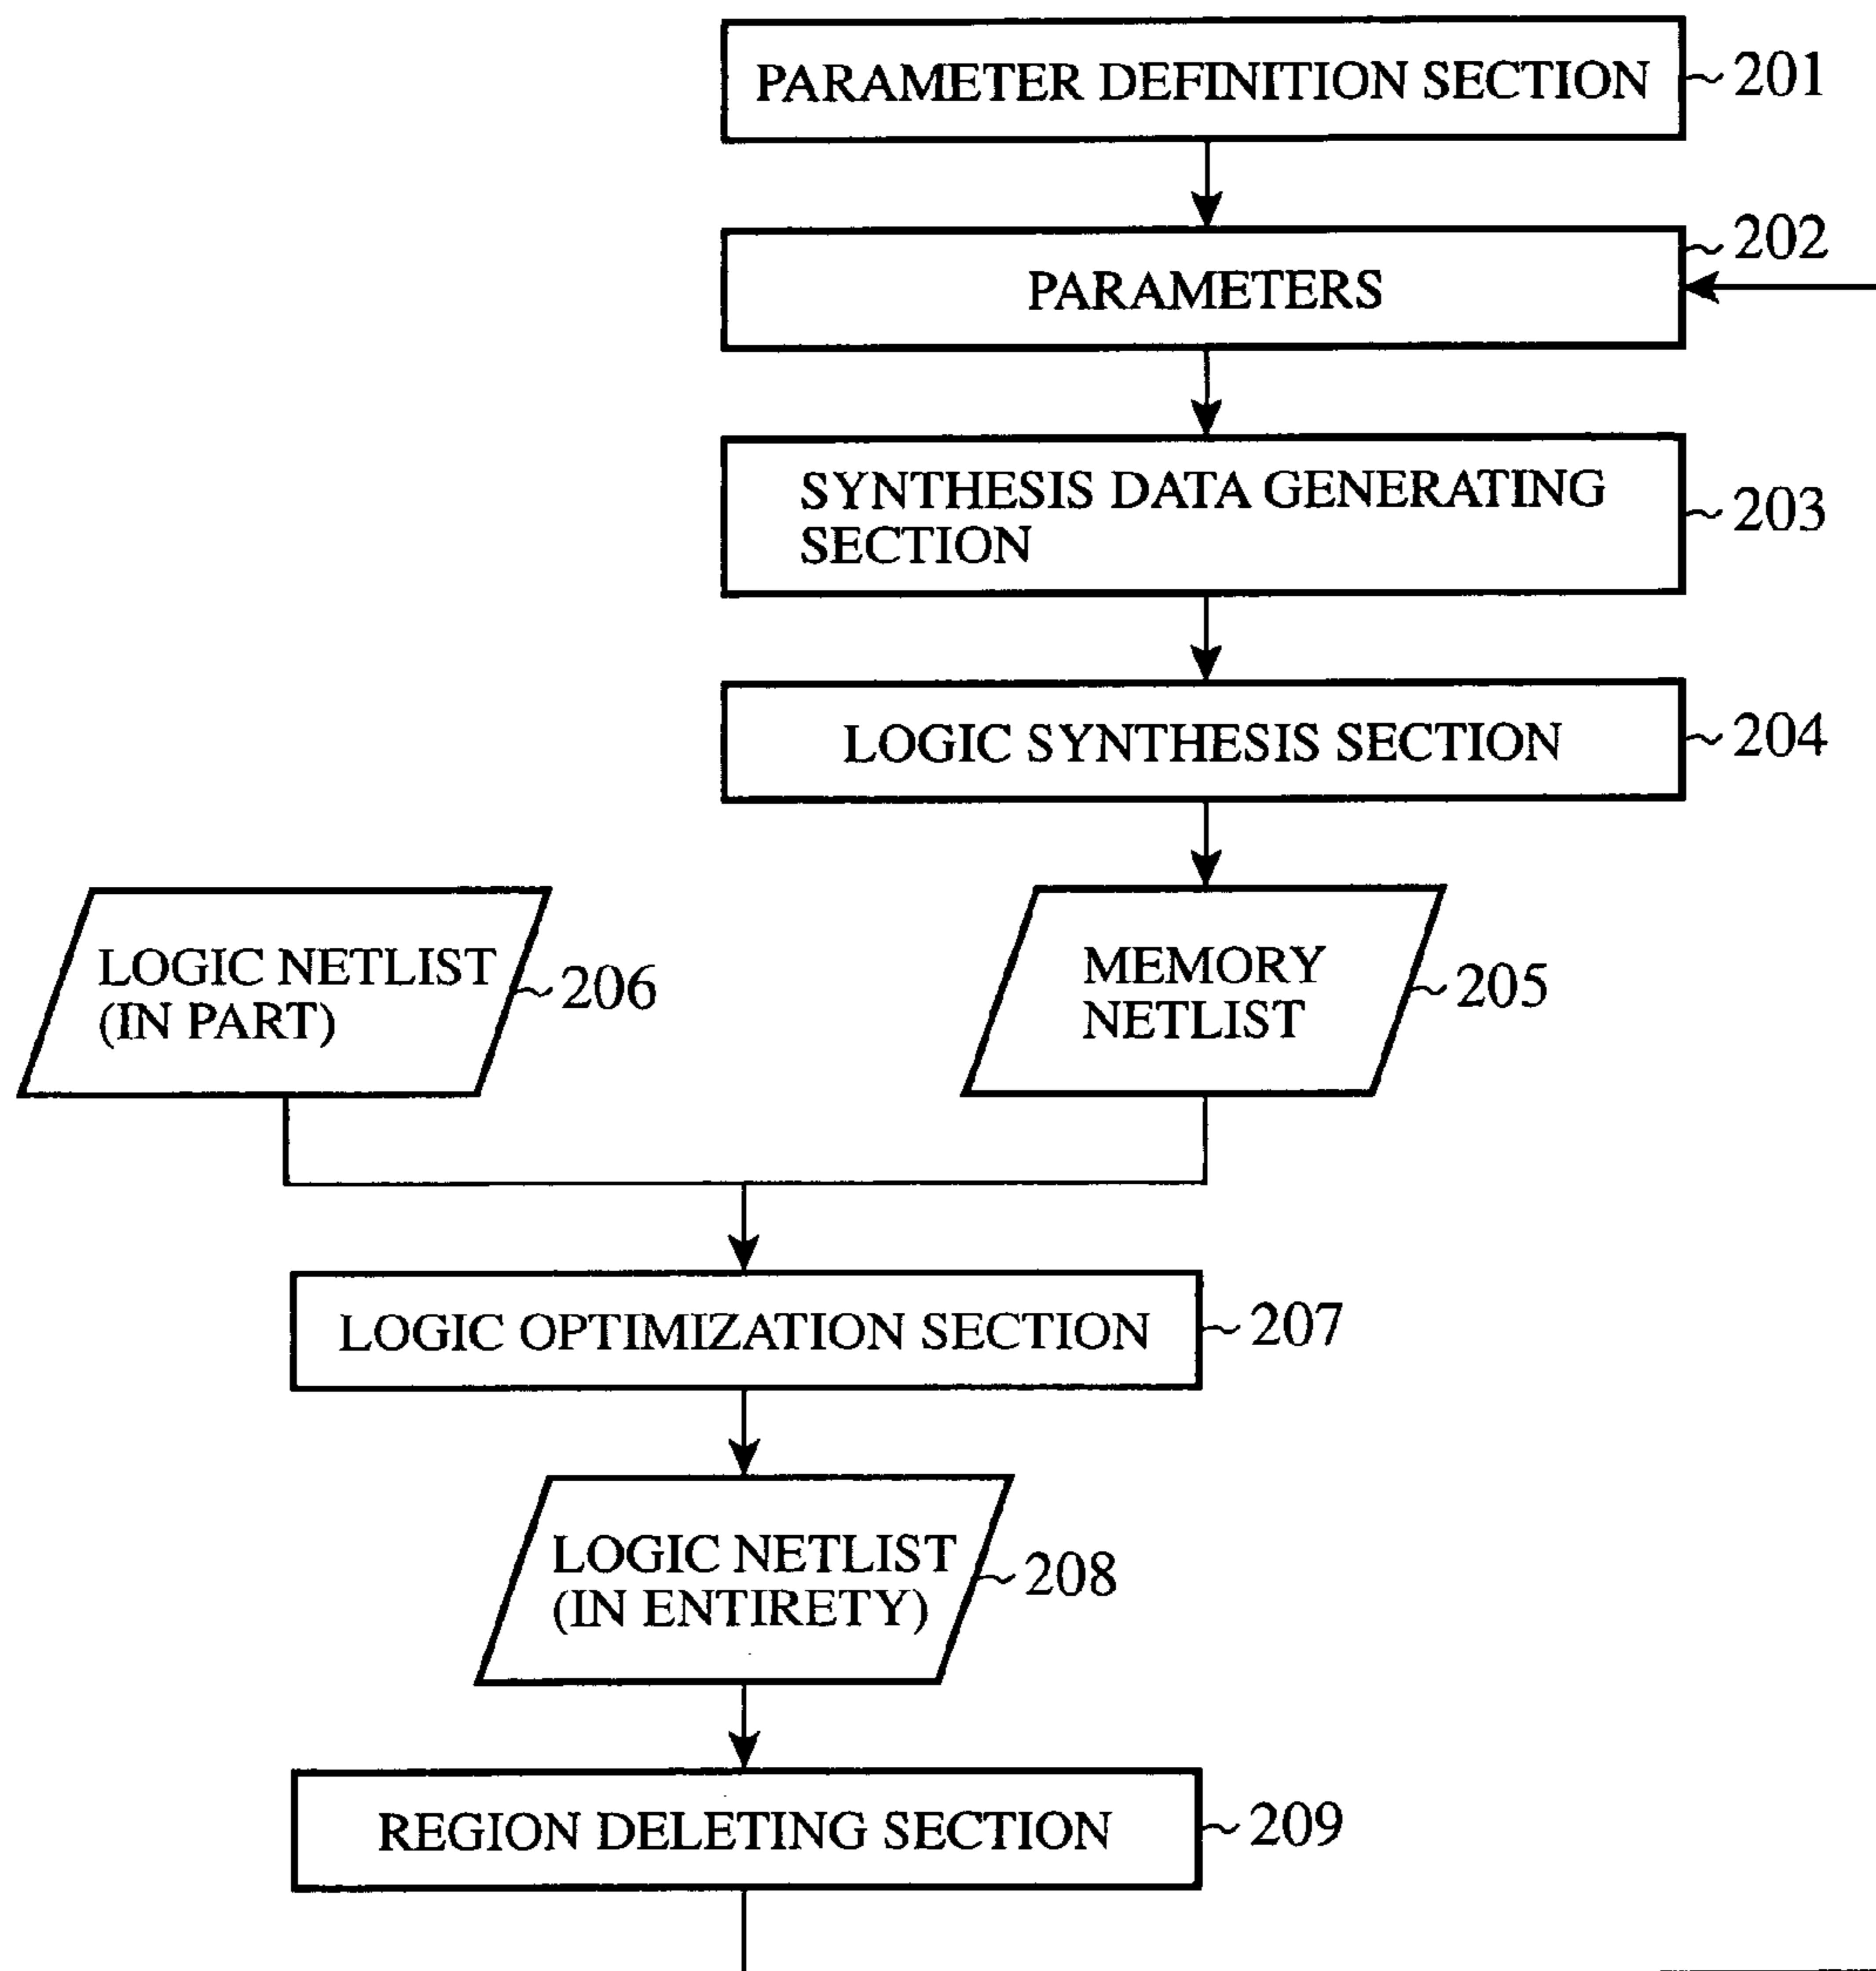 PARAMETER DEFINITION SECTION
201
PARAMETERS
202
SYNTHESIS DATA GENERATING
SECTION
203
LOGIC SYNTHESIS SECTION
204
LOGIC NETLIST
(IN PART)
206
MEMORY
NETLIST
205
LOGIC OPTIMIZATION SECTION
207
LOGIC NETLIST
(IN ENTIRETY)
208
REGION DELETING SECTION
209